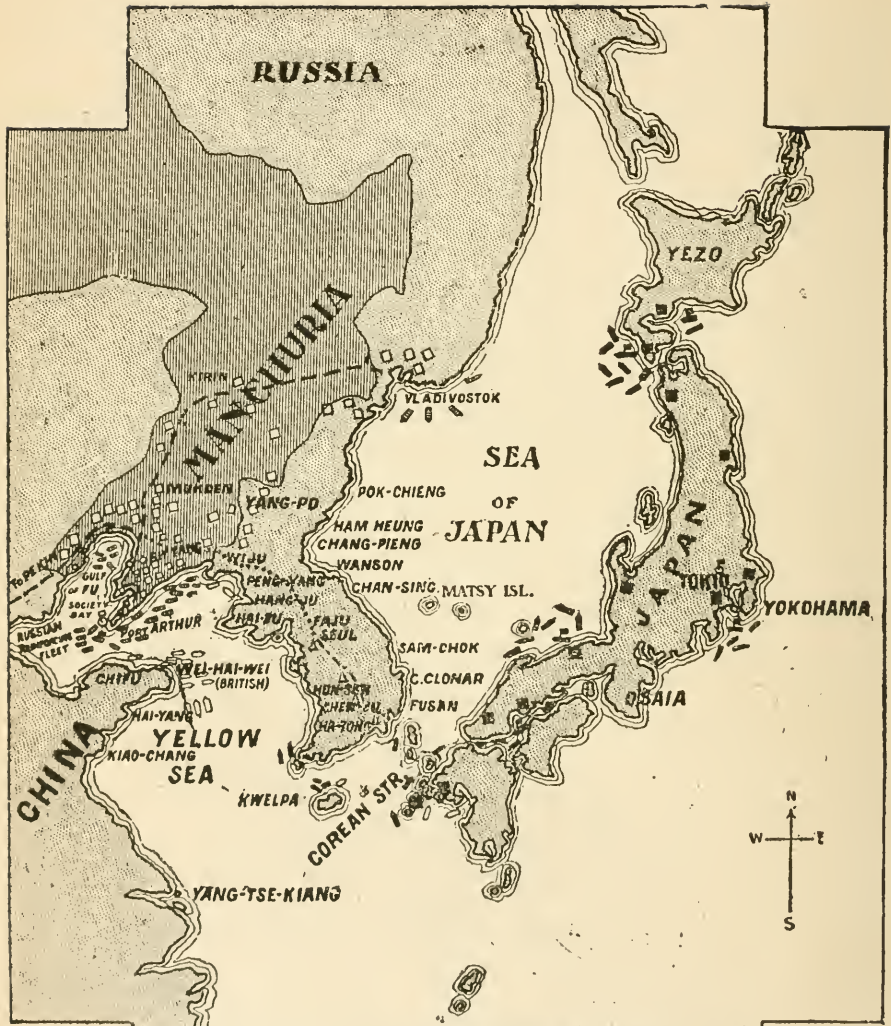 RUSSIA
YEZO
MANCHURIA
KIRIN
VLADIVOSTOK
SEA
OF
JAPAN
MUKDEN
YANG-PO
POK-CHIENG
HAM HEUNG
CHANG-PIENG
WANSON
CHAN-SING
MATSY ISL.
TO PEKIN
WIJU
PENG-YANG
HANG-JU
GULF
OF FU
SOCIETY
BAY
PORT ARTHUR
RUSSIAN
FLEET
SEUL
SAM-CHOK
C.CLONAR
FUSAN
JAPAN
TOKIO
YOKOHAMA
OSAIA
CHIFU
WEI-HAI-WEI
(BRITISH)
HAI-YANG
YELLOW
SEA
KIAO-CHANG
CHINA
KWELPA
COREAN STR.
YANG-TSE-KIANG
N
W E
S